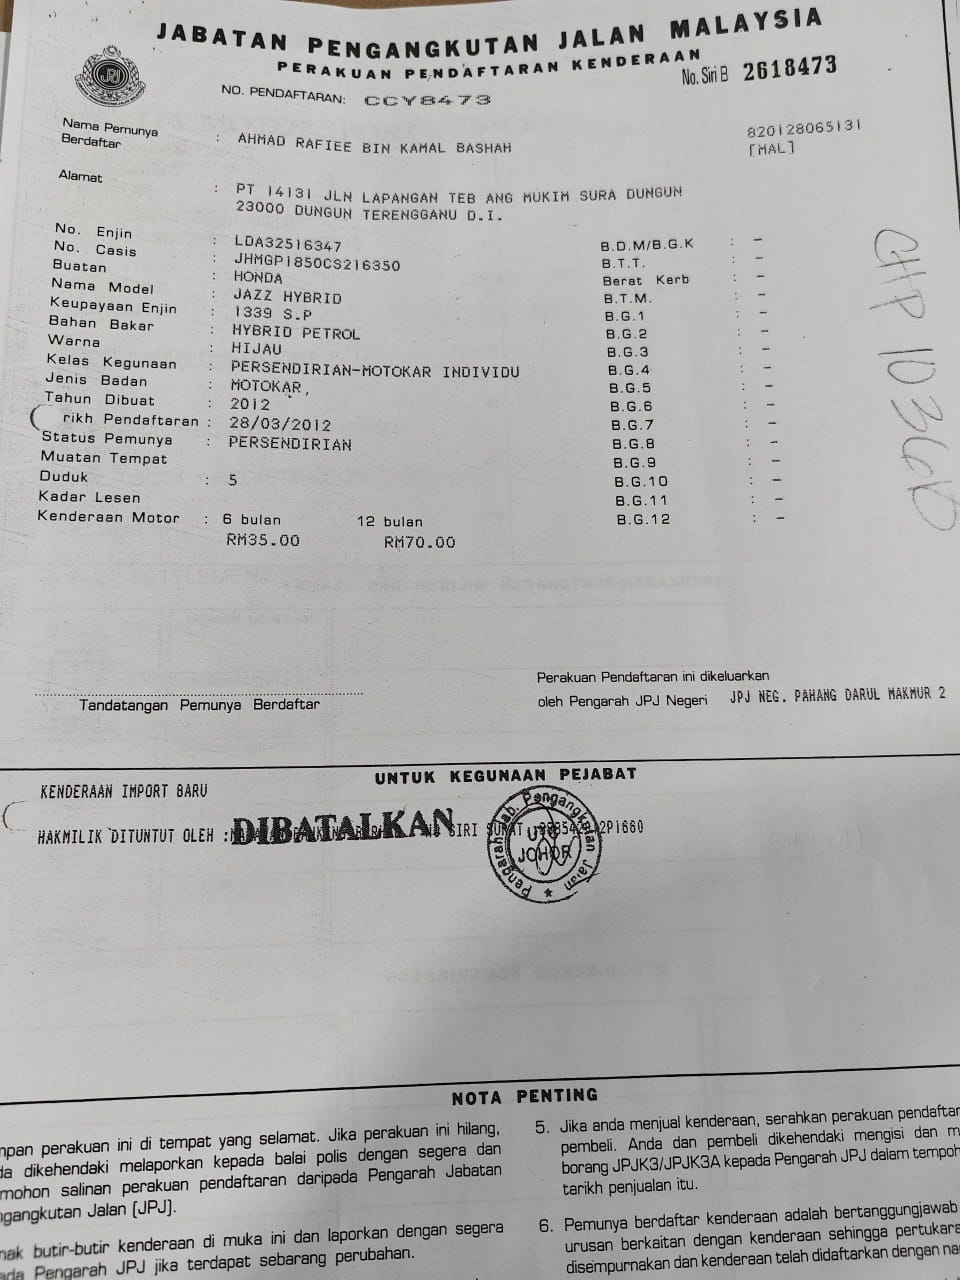 JABATAN PENGANGKUTAN JALAN MALAYSIA
PERAKUAN PENDAFTARAN KENDERAAN
No. Siri B 2618473
NO. PENDAFTARAN: CCY8473
Nama Pemunya Berdaftar : AHMAD RAFIEE BIN KAMAL BASHAH 820128065131
[MAL]
Alamat : PT 14131 JLN LAPANGAN TEB ANG MUKIM SURA DUNGUN
23000 DUNGUN TERENGGANU D.I.
No. Enjin : LDA32516347 B.D.M/B.G.K : -
No. Casis : JHMGP1850CS216350 B.T.T. : -
Buatan : HONDA Berat Kerb : -
Nama Model : JAZZ HYBRID B.T.M. : -
Keupayaan Enjin : 1339 S.P B.G.1 : -
Bahan Bakar : HYBRID PETROL B.G.2 : -
Warna : HIJAU B.G.3 : -
Kelas Kegunaan : PERSENDIRIAN-MOTOKAR INDIVIDU B.G.4 : -
Jenis Badan : MOTOKAR, B.G.5 : -
Tahun Dibuat : 2012 B.G.6 : -
rikh Pendaftaran : 28/03/2012 B.G.7 : -
Status Pemunya : PERSENDIRIAN B.G.8 : -
Muatan Tempat B.G.9 : -
Duduk : 5 B.G.10 : -
Kadar Lesen B.G.11 : -
Kenderaan Motor : 6 bulan 12 bulan B.G.12 : -
RM35.00 RM70.00
CHP
Tandatangan Pemunya Berdaftar
Perakuan Pendaftaran ini dikeluarkan
oleh Pengarah JPJ Negeri JPJ NEG. PAHANG DARUL MAKMUR 2
UNTUK KEGUNAAN PEJABAT
KENDERAAN IMPORT BARU
HAKMILIK DITUNTUT OLEH :
DIBATALKAN
SIRI
Pengarah Jab. Pengangkutan Jalan
JOHOR
NOTA PENTING
npan perakuan ini di tempat yang selamat. Jika perakuan ini hilang,
da dikehendaki melaporkan kepada balai polis dengan segera dan
mohon salinan perakuan pendaftaran daripada Pengarah Jabatan
ngangkutan Jalan (JPJ).
nak butir-butir kenderaan di muka ini dan laporkan dengan segera
ada Pengarah JPJ jika terdapat sebarang perubahan.
5. Jika anda menjual kenderaan, serahkan perakuan pendaftar
pembeli. Anda dan pembeli dikehendaki mengisi dan m
borang JPJK3/JPJK3A kepada Pengarah JPJ dalam tempoh
tarikh penjualan itu.
6. Pemunya berdaftar kenderaan adalah bertanggungjawab
urusan berkaitan dengan kenderaan sehingga pertukara
disempurnakan dan kenderaan telah didaftarkan dengan na